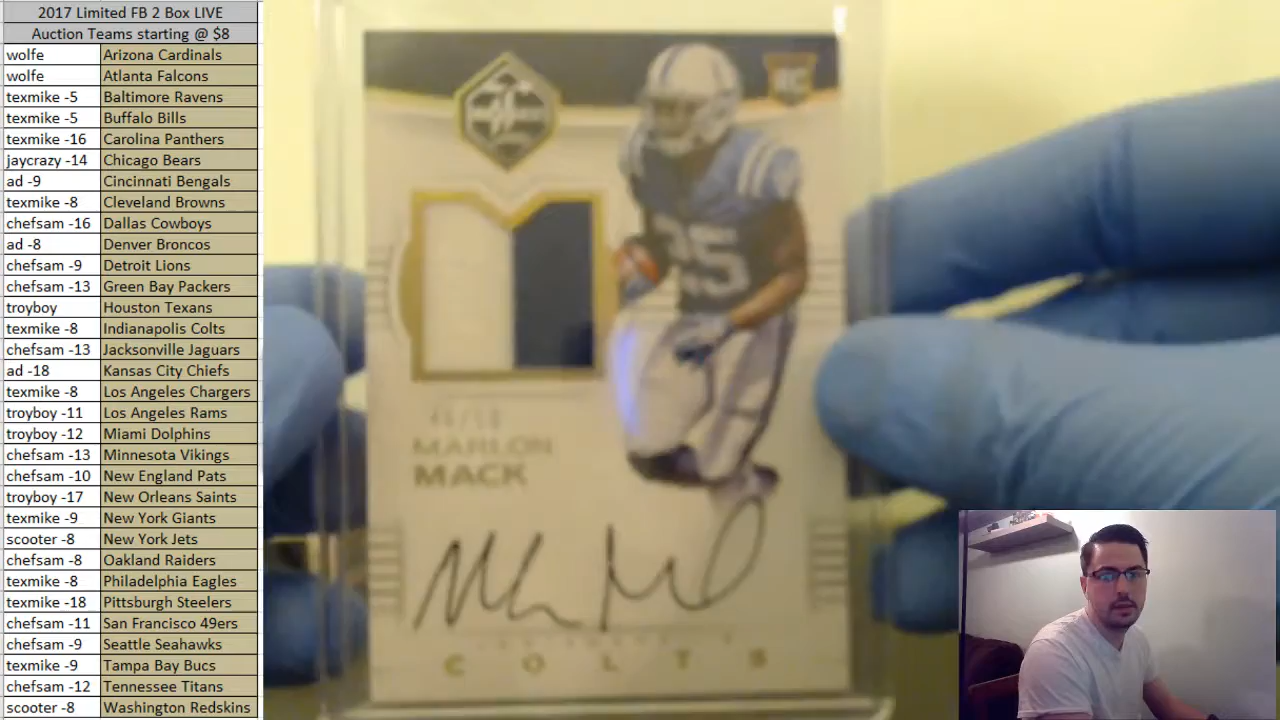 2017 Limited FB 2 Box LIVE
Auction Teams starting @ $8
wolfe Arizona Cardinals
wolfe Atlanta Falcons
texmike -5 Baltimore Ravens
texmike -5 Buffalo Bills
texmike -16 Carolina Panthers
jaycrazy -14 Chicago Bears
ad -9 Cincinnati Bengals
texmike -8 Cleveland Browns
chefsam -16 Dallas Cowboys
ad -8 Denver Broncos
chefsam -9 Detroit Lions
chefsam -13 Green Bay Packers
troyboy Houston Texans
texmike -8 Indianapolis Colts
chefsam -13 Jacksonville Jaguars
ad -18 Kansas City Chiefs
texmike -8 Los Angeles Chargers
troyboy -11 Los Angeles Rams
troyboy -12 Miami Dolphins
chefsam -13 Minnesota Vikings
chefsam -10 New England Pats
troyboy -17 New Orleans Saints
texmike -9 New York Giants
scooter -8 New York Jets
chefsam -8 Oakland Raiders
texmike -8 Philadelphia Eagles
texmike -18 Pittsburgh Steelers
chefsam -11 San Francisco 49ers
chefsam -9 Seattle Seahawks
texmike -9 Tampa Bay Bucs
chefsam -12 Tennessee Titans
scooter -8 Washington Redskins
RC
25
MARLON
MACK
COLTS